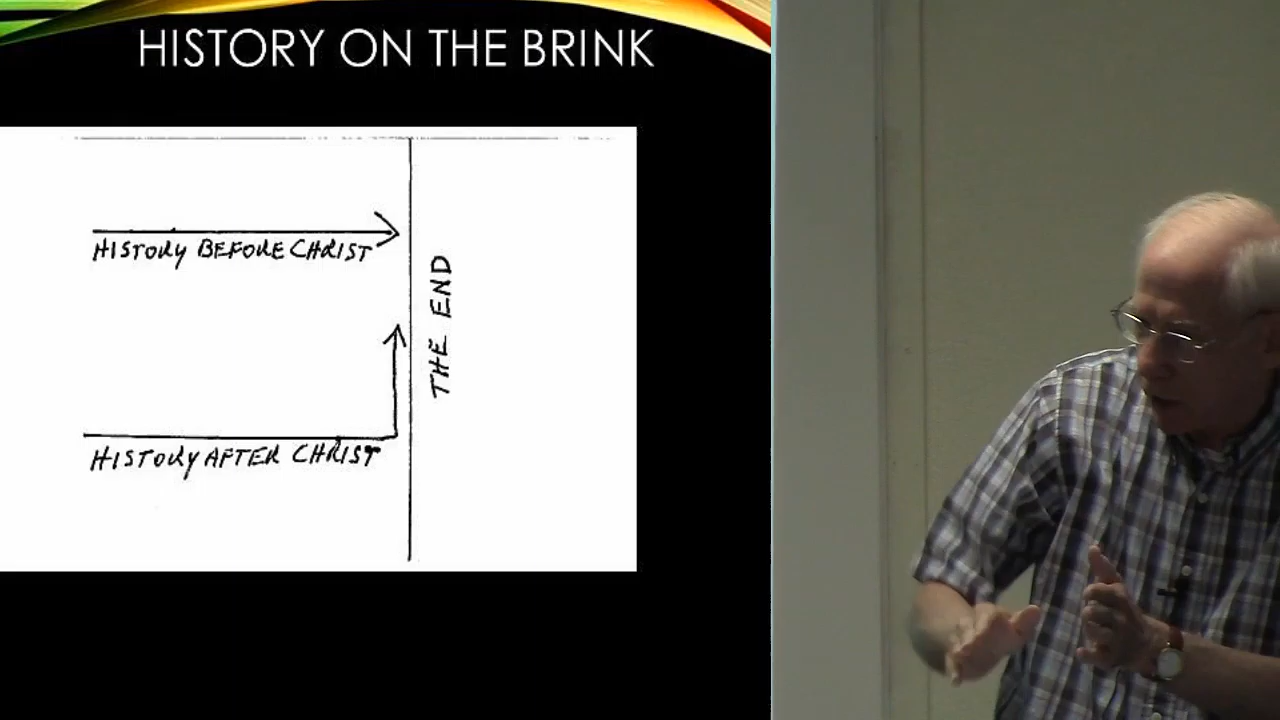 HISTORY ON THE BRINK
HISTORY BEFORE CHRIST
THE END
HISTORY AFTER CHRIST